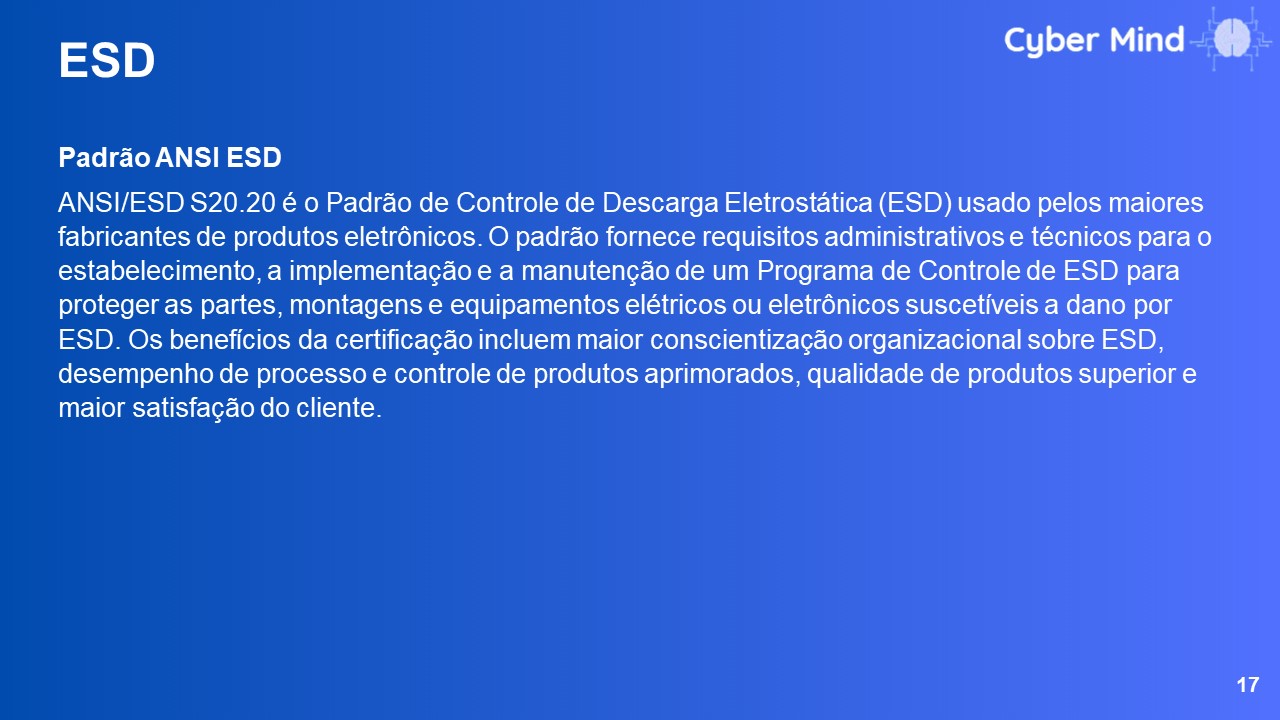 ESD
Cyber Mind
Padrão ANSI ESD
ANSI/ESD S20.20 é o Padrão de Controle de Descarga Eletrostática (ESD) usado pelos maiores
fabricantes de produtos eletrônicos. O padrão fornece requisitos administrativos e técnicos para o
estabelecimento, a implementação e a manutenção de um Programa de Controle de ESD para
proteger as partes, montagens e equipamentos elétricos ou eletrônicos suscetíveis a dano por
ESD. Os benefícios da certificação incluem maior conscientização organizacional sobre ESD,
desempenho de processo e controle de produtos aprimorados, qualidade de produtos superior e
maior satisfação do cliente.
17